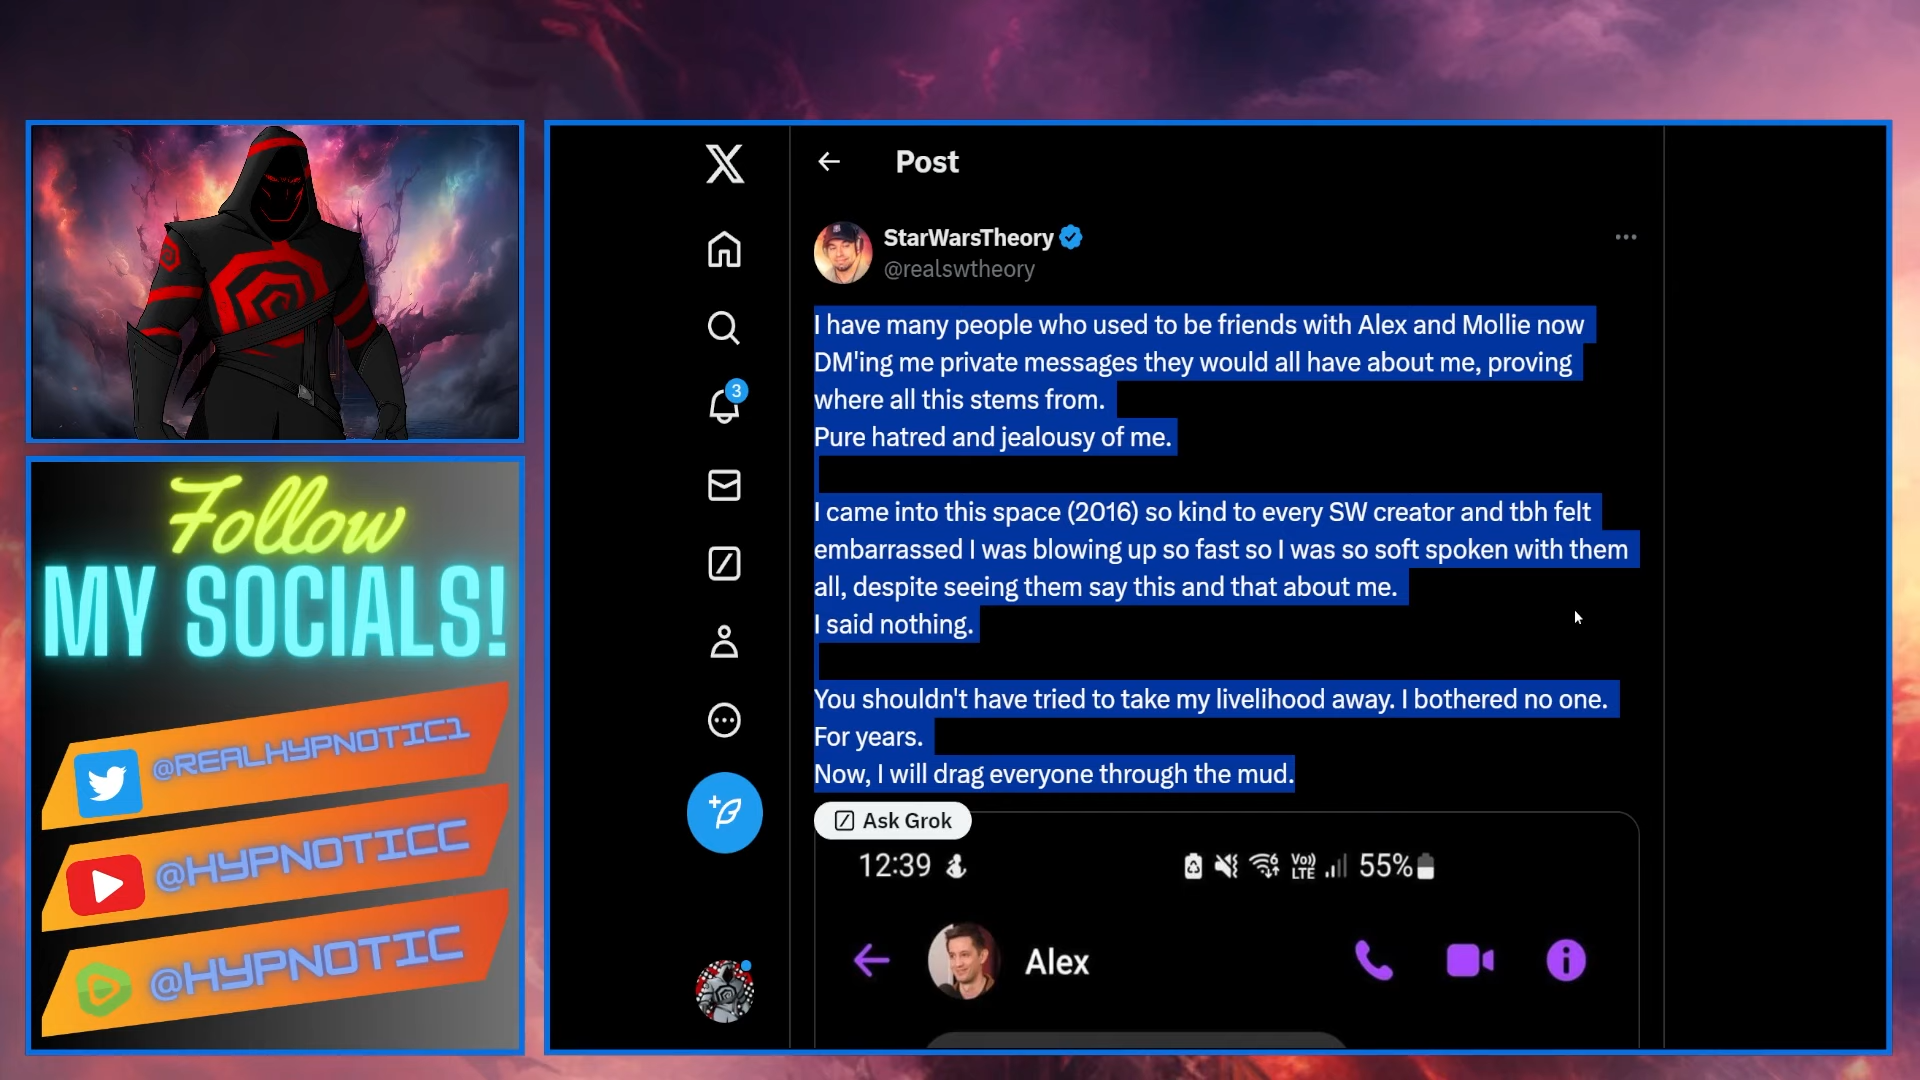 Follow
MY SOCIALS!
@REALHYPNOTIC1
@HYPNOTICC
@HYPNOTIC
3
Post
StarWarsTheory
@realswtheory
I have many people who used to be friends with Alex and Mollie now
DM'ing me private messages they would all have about me, proving
where all this stems from.
Pure hatred and jealousy of me.
I came into this space (2016) so kind to every SW creator and tbh felt
embarrassed I was blowing up so fast so I was so soft spoken with them
all, despite seeing them say this and that about me.
I said nothing.
You shouldn't have tried to take my livelihood away. I bothered no one.
For years.
Now, I will drag everyone through the mud.
Ask Grok
12:39
Vo))
LTE
55%
Alex